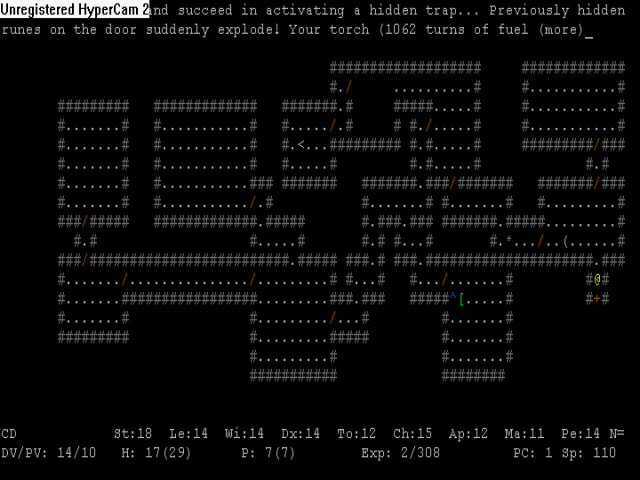 Unregistered HyperCam 2
nd succeed in activating a hidden trap... Previously hidden
runes on the door suddenly explode! Your torch (1062 turns of fuel (more)_
CD St:18 Le:14 Wi:14 Dx:14 To:12 Ch:15 Ap:12 Ma:11 Pe:14 N=
DV/PV: 14/10 H: 17(29) P: 7(7) Exp: 2/308 PC: 1 Sp: 110